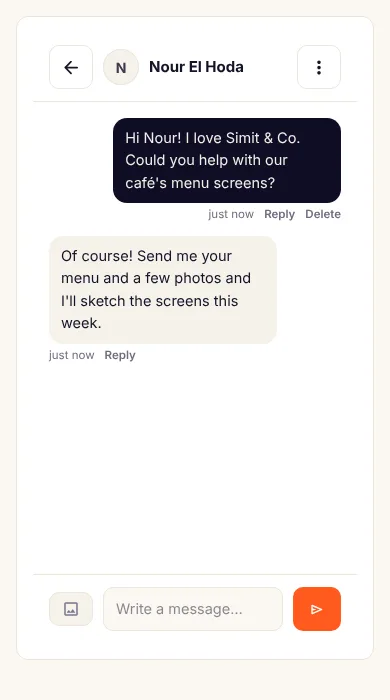 N Nour El Hoda
Hi Nour! I love Simit & Co.
Could you help with our
café's menu screens?
just now Reply Delete
Of course! Send me your
menu and a few photos and
I'll sketch the screens this
week.
just now Reply
Write a message...